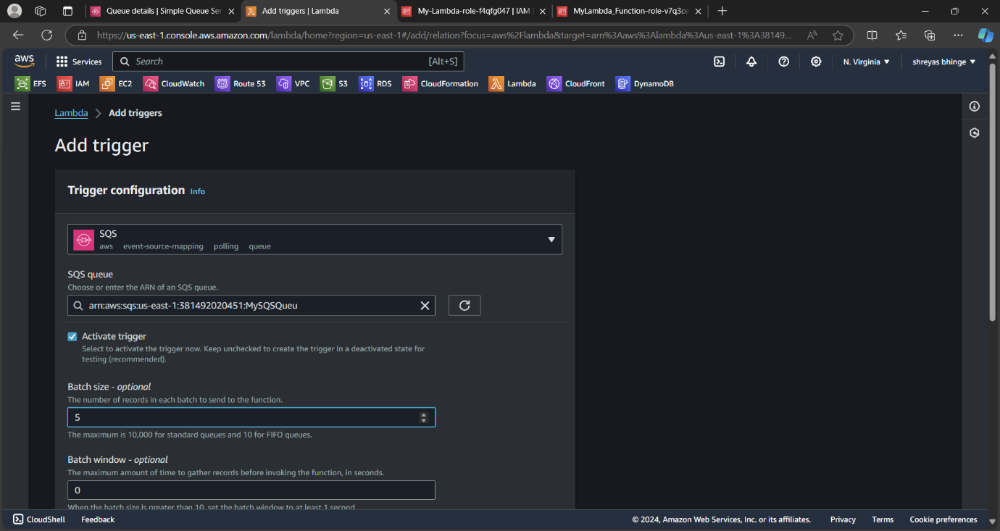 Queue details | Simple Queue Ser
Add triggers | Lambda
My-Lambda-role-f4qfg047 | IAM
MyLambda_Function-role-v7q3ce
https://us-east-1.console.aws.amazon.com/lambda/home?region=us-east-1#/add/relation?focus=aws%2Flambda&target=arn%3Aaws%3Alambda%3Aus-east-1%3A38149...
aws
Services
Search
[Alt+S]
N. Virginia
shreyas bhinge
EFS
IAM
EC2
CloudWatch
Route 53
VPC
S3
RDS
CloudFormation
Lambda
CloudFront
DynamoDB
Lambda > Add triggers
Add trigger
Trigger configuration Info
SQS
aws event-source-mapping polling queue
SQS queue
Choose or enter the ARN of an SQS queue.
arn:aws:sqs:us-east-1:381492020451:MySQSQueu
Activate trigger
Select to activate the trigger now. Keep unchecked to create the trigger in a deactivated state for
testing (recommended).
Batch size - optional
The number of records in each batch to send to the function.
5
The maximum is 10,000 for standard queues and 10 for FIFO queues.
Batch window - optional
The maximum amount of time to gather records before invoking the function, in seconds.
0
When the batch size is greater than 10, set the batch window to at least 1 second
CloudShell
Feedback
© 2024, Amazon Web Services, Inc. or its affiliates.
Privacy
Terms
Cookie preferences